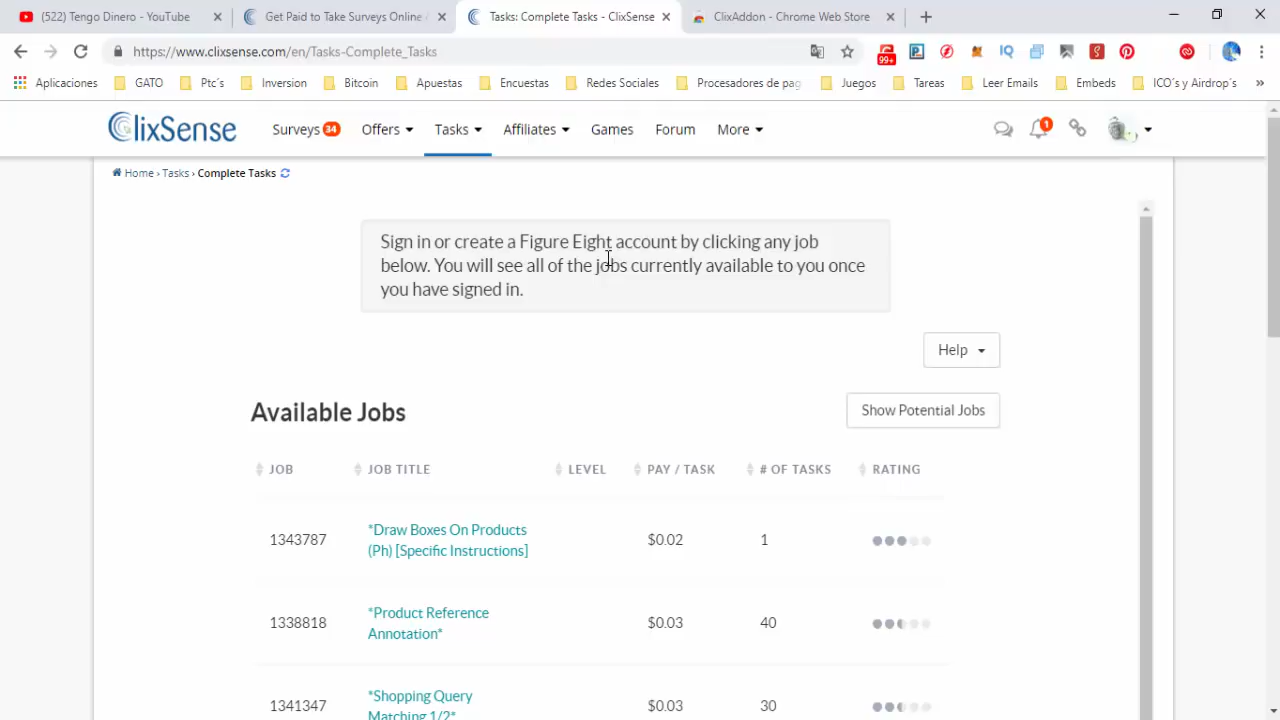 (522) Tengo Dinero - YouTube
Get Paid to Take Surveys Online
Tasks: Complete Tasks - ClixSense
ClixAddon - Chrome Web Store
https://www.clixsense.com/en/Tasks-Complete_Tasks
99+
IQ
Aplicaciones
GATO
Ptc´s
Inversion
Bitcoin
Apuestas
Encuestas
Redes Sociales
Procesadores de pag
Juegos
Tareas
Leer Emails
Embeds
ICO´s y Airdrop's
»
ClixSense
Surveys 34
Offers
Tasks
Affiliates
Games
Forum
More
1
Home › Tasks › Complete Tasks
Sign in or create a Figure Eight account by clicking any job
below. You will see all of the jobs currently available to you once
you have signed in.
Help
Available Jobs
Show Potential Jobs
JOB JOB TITLE LEVEL PAY / TASK # OF TASKS RATING
1343787
*Draw Boxes On Products
(Ph) [Specific Instructions]
$0.02
1
1338818
*Product Reference
Annotation*
$0.03
40
1341347
*Shopping Query
Matching 1/2*
$0.03
30